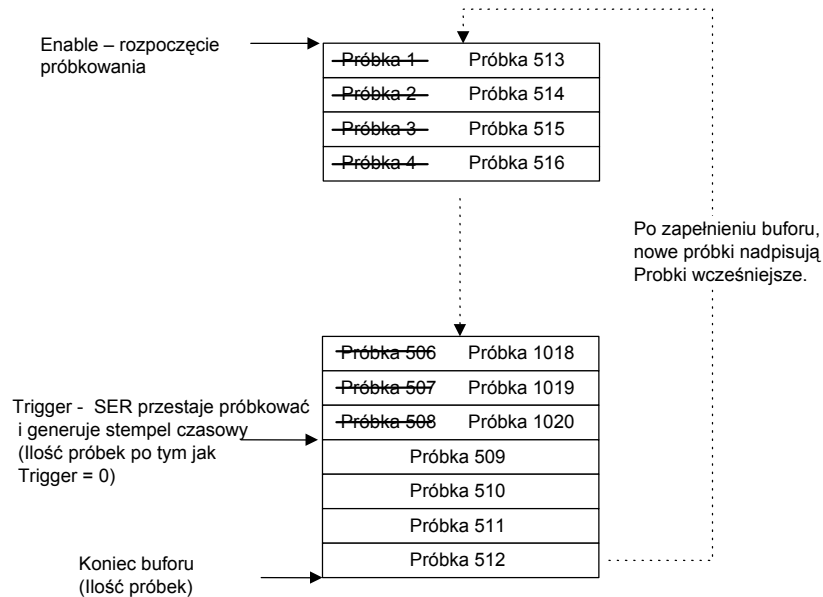 Enable – rozpoczęcie
próbkowania
Próbka 1 Próbka 513
Próbka 2 Próbka 514
Próbka 3 Próbka 515
Próbka 4 Próbka 516
Po zapełnieniu buforu,
nowe próbki nadpisują
Probki wcześniejsze.
Próbka 506 Próbka 1018
Próbka 507 Próbka 1019
Próbka 508 Próbka 1020
Trigger - SER przestaje próbkować
i generuje stempel czasowy
(Ilość próbek po tym jak
Trigger = 0)
Próbka 509
Próbka 510
Próbka 511
Próbka 512
Koniec buforu
(Ilość próbek)